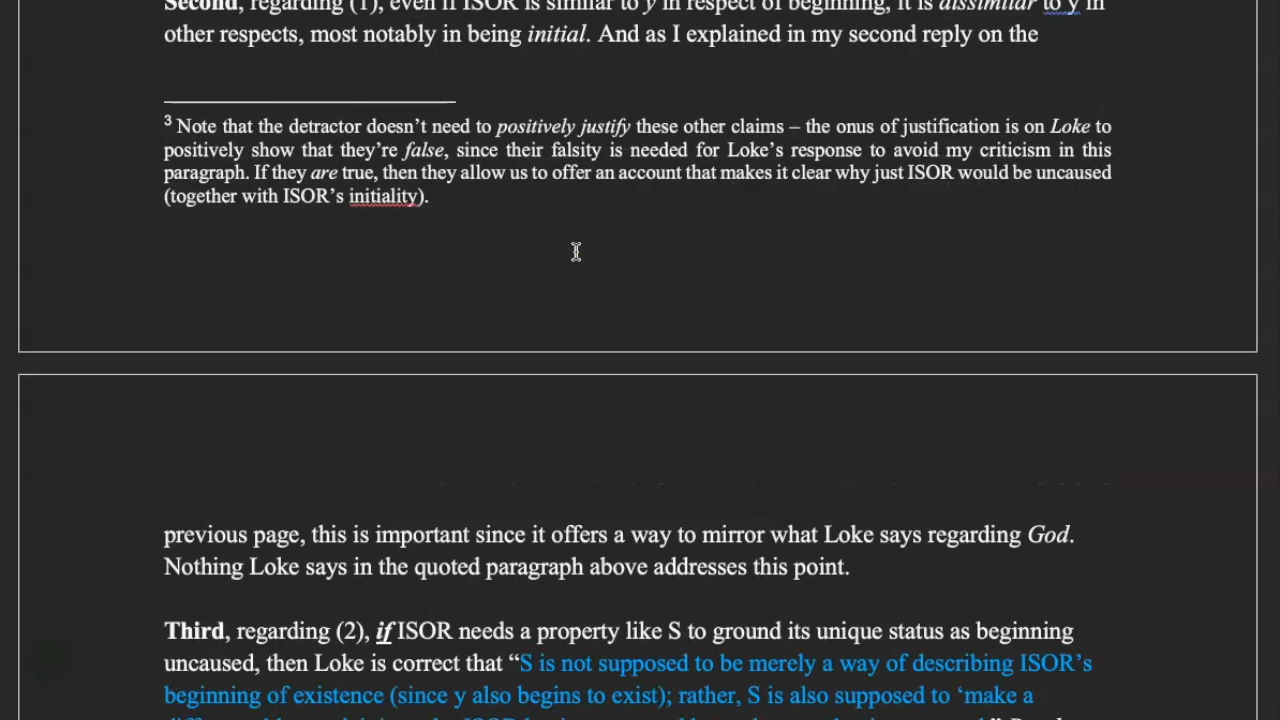 Second, regarding (1), even if ISOR is similar to y in respect of beginning, it is dissimilar to y in
other respects, most notably in being initial. And as I explained in my second reply on the
3 Note that the detractor doesn’t need to positively justify these other claims – the onus of justification is on Loke to
positively show that they’re false, since their falsity is needed for Loke’s response to avoid my criticism in this
paragraph. If they are true, then they allow us to offer an account that makes it clear why just ISOR would be uncaused
(together with ISOR’s initiality).
previous page, this is important since it offers a way to mirror what Loke says regarding God.
Nothing Loke says in the quoted paragraph above addresses this point.
Third, regarding (2), if ISOR needs a property like S to ground its unique status as beginning
uncaused, then Loke is correct that “S is not supposed to be merely a way of describing ISOR’s
beginning of existence (since y also begins to exist); rather, S is also supposed to ‘make a